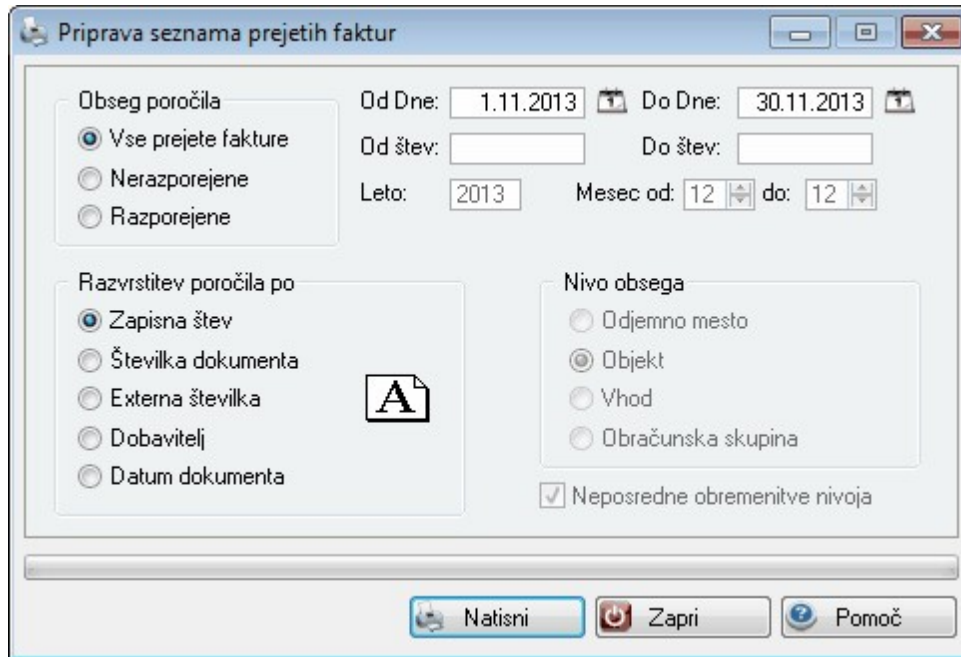 Priprava seznama prejetih faktur
Obseg poročila
Vse prejete fakture
Nerazporejene
Razporejene
Od Dne: 1.11.2013 Do Dne: 30.11.2013
Od štev: Do štev:
Leto: 2013 Mesec od: 12 do: 12
Razvrstitev poročila po
Zapisna štev
Številka dokumenta
Externa številka
Dobavitelj
Datum dokumenta
A
Nivo obsega
Odjemno mesto
Objekt
Vhod
Obračunska skupina
Neposredne obremenitve nivoja
Natisni Zapri Pomoč